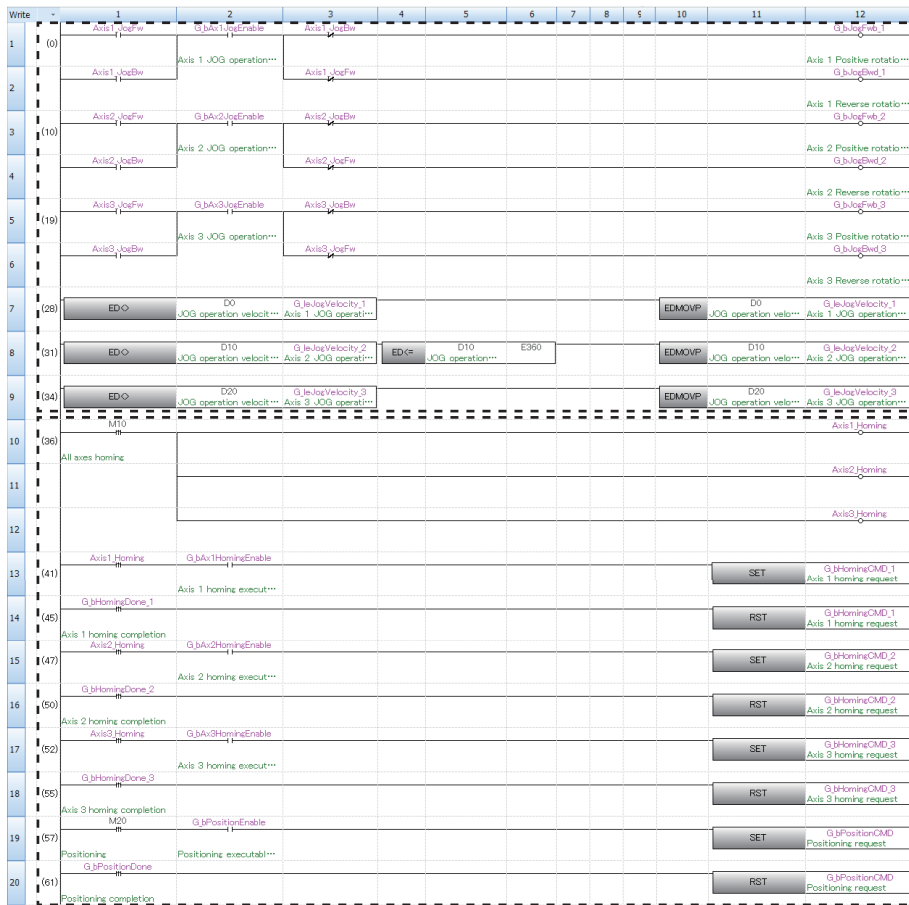 Write 1 2 3 4 5 6 7 8 9 10 11 12
1 (0) Axis1_JogFw G_bAx1JogEnable Axis1_JogBw G_bJogFwb_1
Axis 1 JOG operation··· Axis 1 Positive rotatio···
2 Axis1_JogBw Axis1_JogFw G_bJogBwd_1
Axis 1 Reverse rotatio···
3 (10) Axis2_JogFw G_bAx2JogEnable Axis2_JogBw G_bJogFwb_2
Axis 2 JOG operation··· Axis 2 Positive rotatio···
4 Axis2_JogBw Axis2_JogFw G_bJogBwd_2
Axis 2 Reverse rotatio···
5 (19) Axis3_JogFw G_bAx3JogEnable Axis3_JogBw G_bJogFwb_3
Axis 3 JOG operation··· Axis 3 Positive rotatio···
6 Axis3_JogBw Axis3_JogFw G_bJogBwd_3
Axis 3 Reverse rotatio···
7 (28) ED<> D0 G_leJogVelocity_1 EDMOVP D0 G_leJogVelocity_1
JOG operation velocit··· Axis 1 JOG operati··· JOG operation velo··· Axis 1 JOG operati···
8 (31) ED<> D10 G_leJogVelocity_2 ED<= D10 E360 EDMOVP D10 G_leJogVelocity_2
JOG operation velocit··· Axis 2 JOG operati··· JOG operation··· JOG operation velo··· Axis 2 JOG operati···
9 (34) ED<> D20 G_leJogVelocity_3 EDMOVP D20 G_leJogVelocity_3
JOG operation velocit··· Axis 3 JOG operati··· JOG operation velo··· Axis 3 JOG operati···
10 (36) M10 Axis1_Homing
All axes homing
11 Axis2_Homing
12 Axis3_Homing
13 (41) Axis1_Homing G_bAx1HomingEnable SET G_bHomingCMD_1
Axis 1 homing execut··· Axis 1 homing request
14 (45) G_bHomingDone_1 RST G_bHomingCMD_1
Axis 1 homing completion Axis 1 homing request
15 (47) Axis2_Homing G_bAx2HomingEnable SET G_bHomingCMD_2
Axis 2 homing execut··· Axis 2 homing request
16 (50) G_bHomingDone_2 RST G_bHomingCMD_2
Axis 2 homing completion Axis 2 homing request
17 (52) Axis3_Homing G_bAx3HomingEnable SET G_bHomingCMD_3
Axis 3 homing execut··· Axis 3 homing request
18 (55) G_bHomingDone_3 RST G_bHomingCMD_3
Axis 3 homing completion Axis 3 homing request
19 (57) M20 G_bPositionEnable SET G_bPositionCMD
Positioning Positioning executabl··· Positioning request
20 (61) G_bPositionDone RST G_bPositionCMD
Positioning completion Positioning request